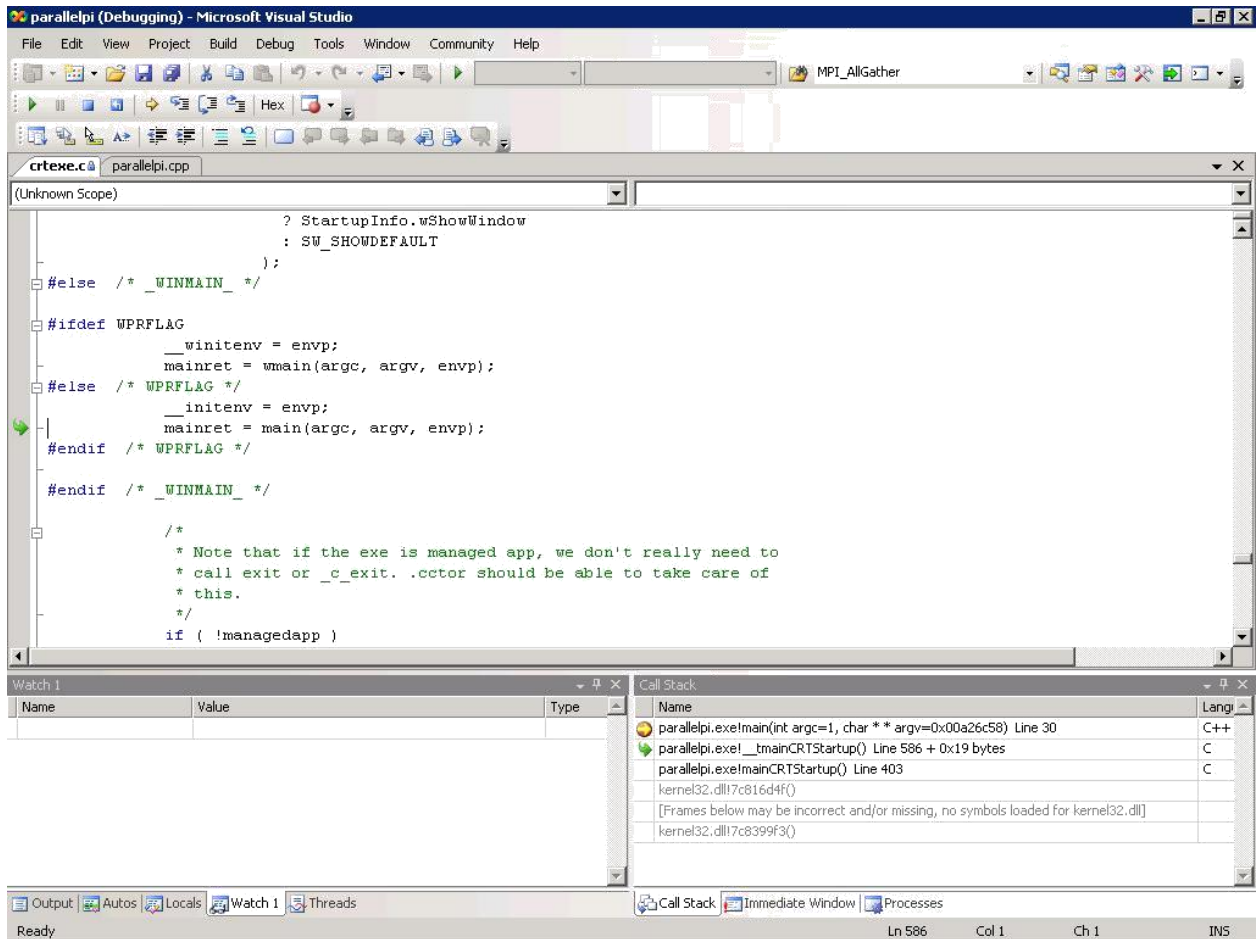 parallelpi (Debugging) - Microsoft Visual Studio
File Edit View Project Build Debug Tools Window Community Help
MPI_AllGather
Hex
crtexe.c parallelpi.cpp
(Unknown Scope)
? StartupInfo.wShowWindow
: SW_SHOWDEFAULT
);
#else /* _WINMAIN_ */
#ifdef WPRFLAG
__winitenv = envp;
mainret = wmain(argc, argv, envp);
#else /* WPRFLAG */
__initenv = envp;
mainret = main(argc, argv, envp);
#endif /* WPRFLAG */
#endif /* _WINMAIN_ */
/*
* Note that if the exe is managed app, we don't really need to
* call exit or _c_exit. .cctor should be able to take care of
* this.
*/
if ( !managedapp )
Watch 1
Name Value Type
Call Stack
Name Langu
parallelpi.exe!main(int argc=1, char * * argv=0x00a26c58) Line 30 C++
parallelpi.exe!__tmainCRTStartup() Line 586 + 0x19 bytes C
parallelpi.exe!mainCRTStartup() Line 403 C
kernel32.dll!7c816d4f()
[Frames below may be incorrect and/or missing, no symbols loaded for kernel32.dll]
kernel32.dll!7c8399f3()
Output Autos Locals Watch 1 Threads
Call Stack Immediate Window Processes
Ready Ln 586 Col 1 Ch 1 INS